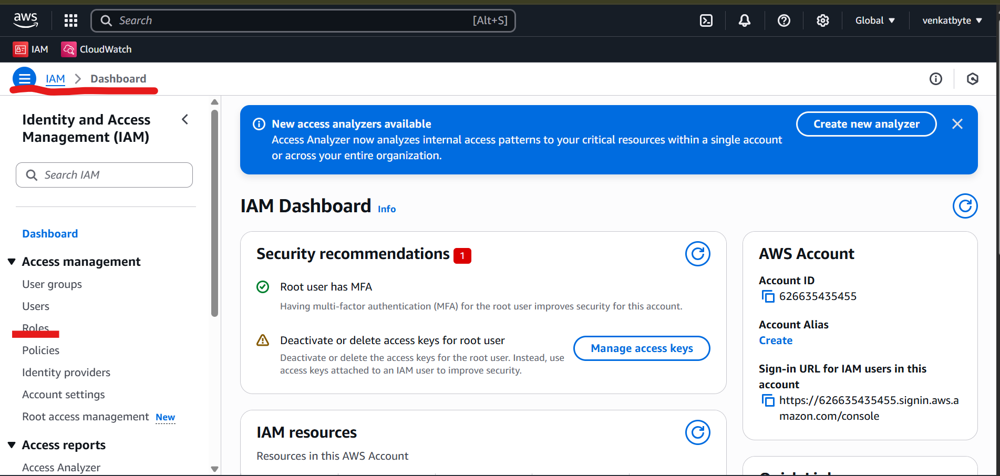 aws
Search [Alt+S] Global venkatbyte
IAM CloudWatch
IAM Dashboard
Identity and Access
Management (IAM)
Search IAM
Dashboard
Access management
User groups
Users
Roles
Policies
Identity providers
Account settings
Root access management New
Access reports
Access Analyzer
New access analyzers available
Access Analyzer now analyzes internal access patterns to your critical resources within a single account
or across your entire organization.
Create new analyzer
IAM Dashboard Info
Security recommendations 1
Root user has MFA
Having multi-factor authentication (MFA) for the root user improves security for this account.
Deactivate or delete access keys for root user
Deactivate or delete the access keys for the root user. Instead, use
access keys attached to an IAM user to improve security.
Manage access keys
IAM resources
Resources in this AWS Account
AWS Account
Account ID
626635435455
Account Alias
Create
Sign-in URL for IAM users in this
account
https://626635435455.signin.aws.a
mazon.com/console